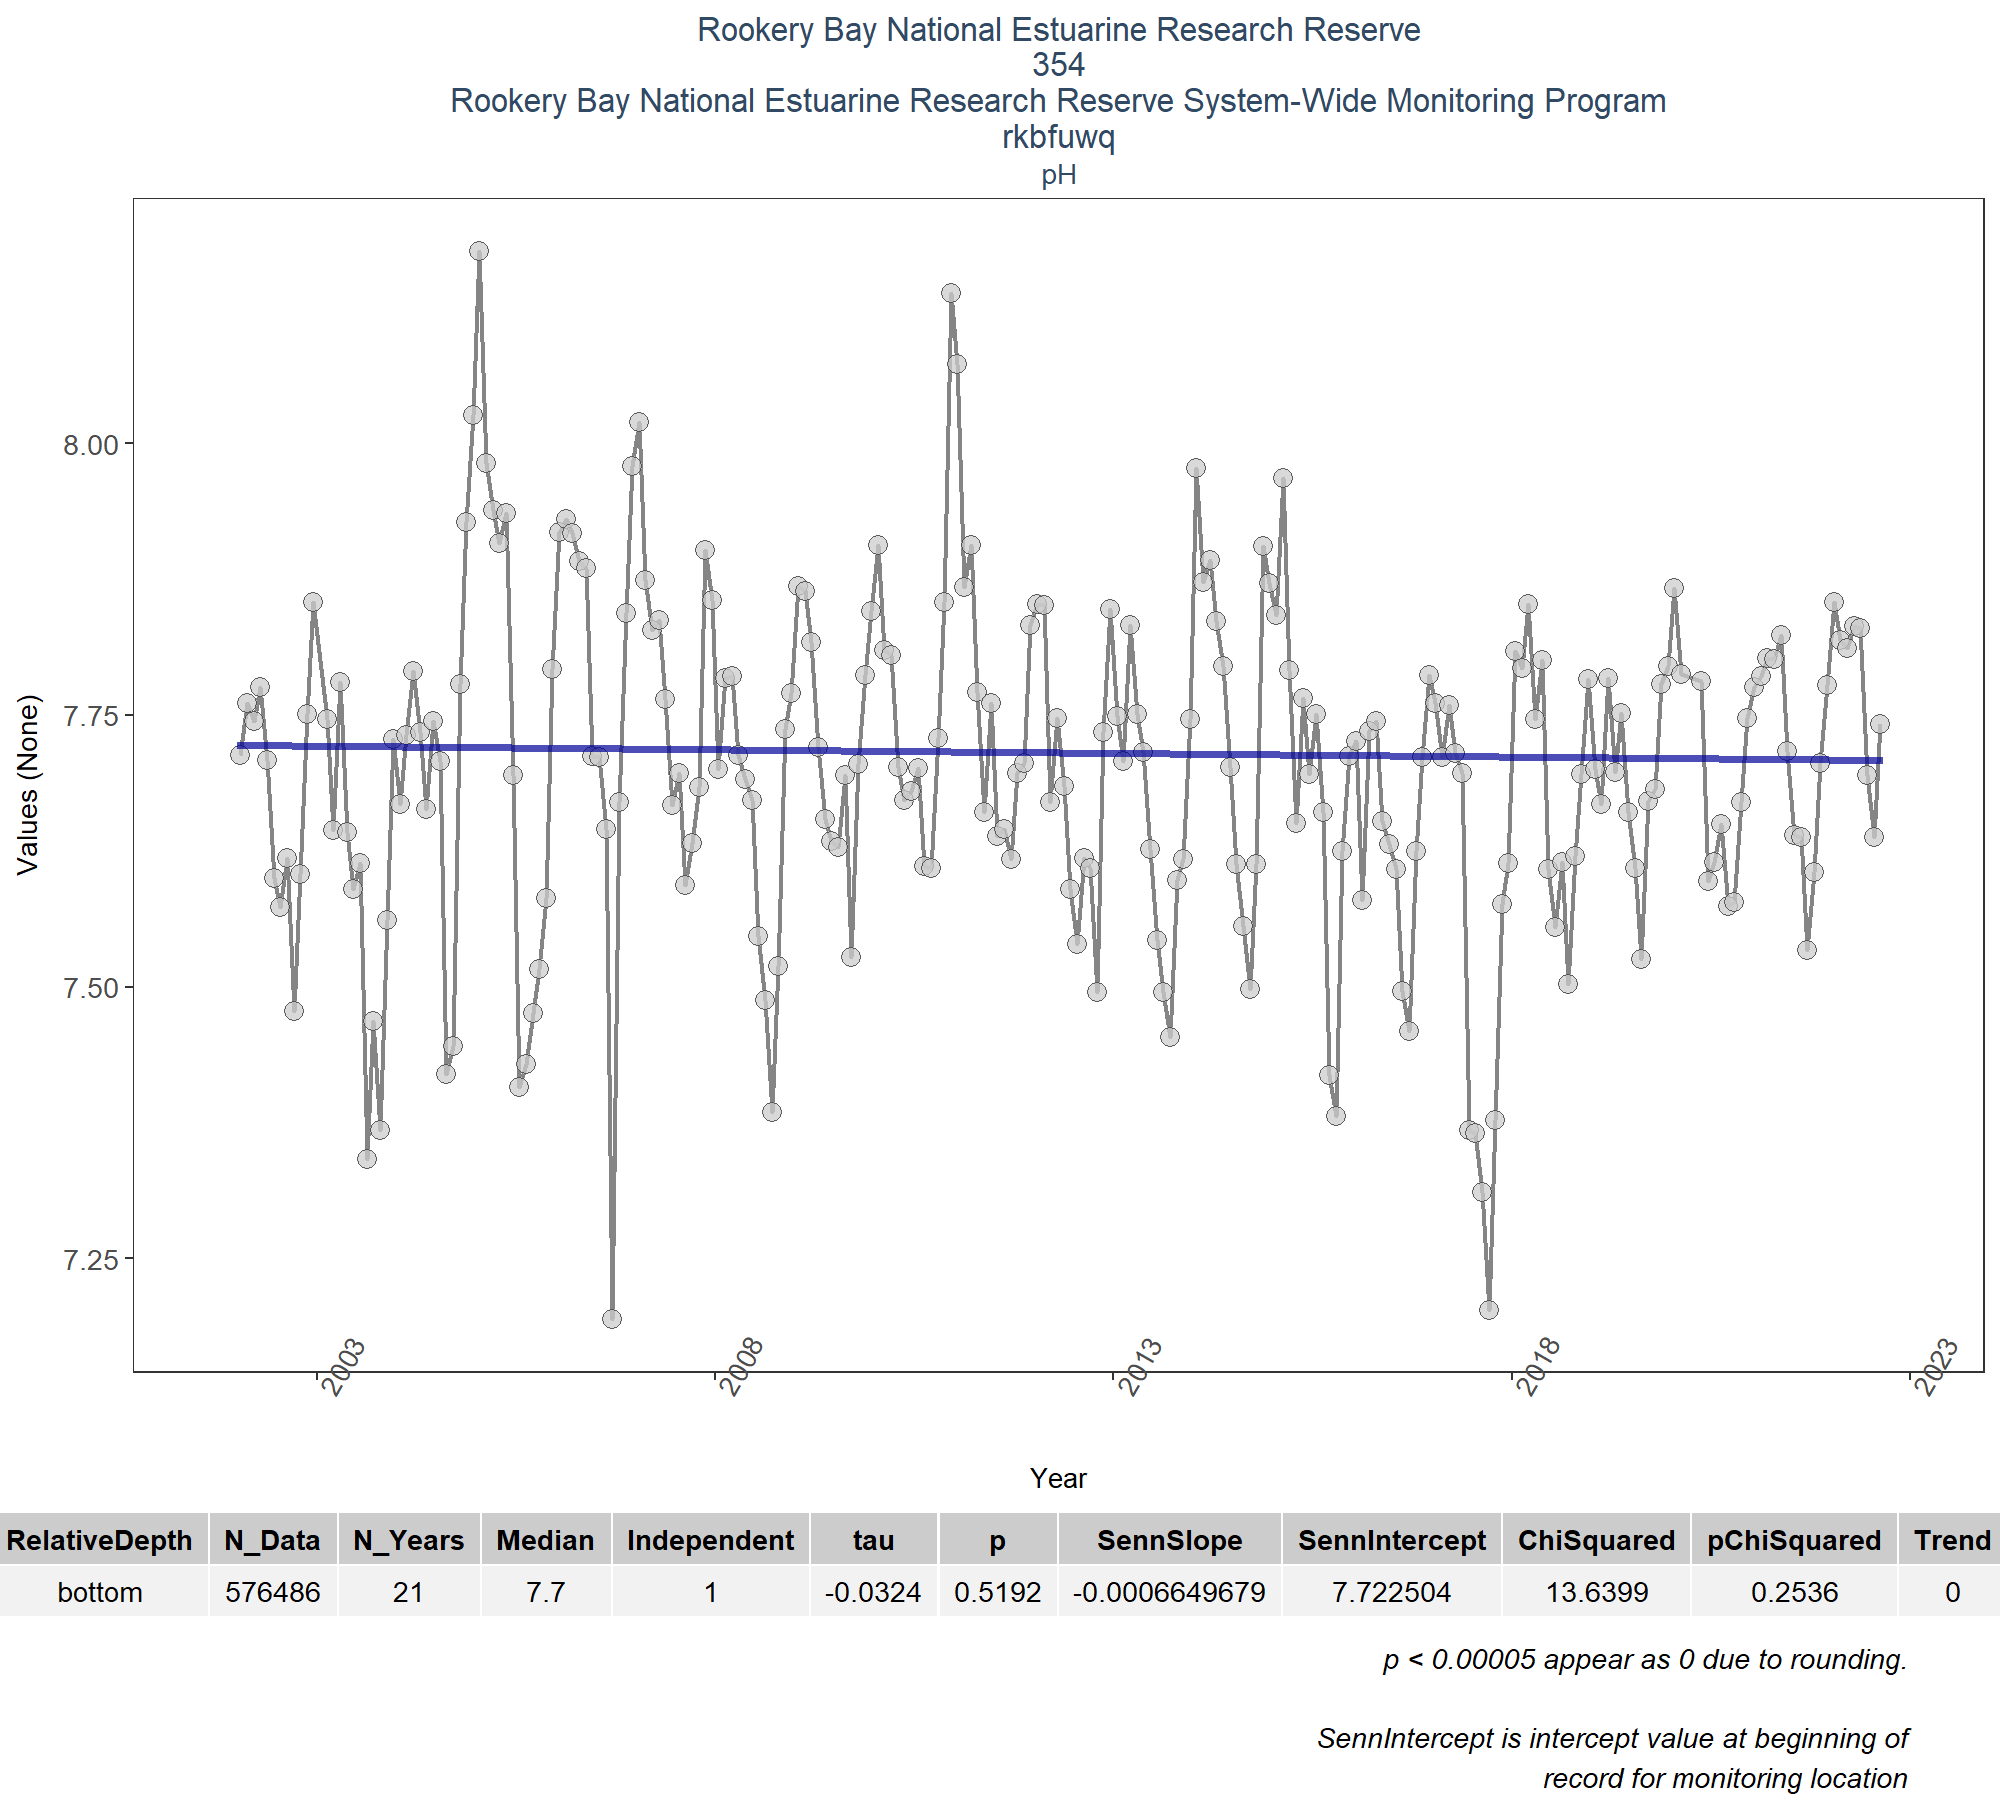 Rookery Bay National Estuarine Research Reserve
354
Rookery Bay National Estuarine Research Reserve System-Wide Monitoring Program
rkbfuwq
pH
Values (None)
8.00
7.75
7.50
7.25
2003 2008 2013 2018 2023
Year
RelativeDepth N_Data N_Years Median Independent tau p SennSlope SennIntercept ChiSquared pChiSquared Trend
bottom 576486 21 7.7 1 -0.0324 0.5192 -0.0006649679 7.722504 13.6399 0.2536 0
p < 0.00005 appear as 0 due to rounding.
SennIntercept is intercept value at beginning of
record for monitoring location